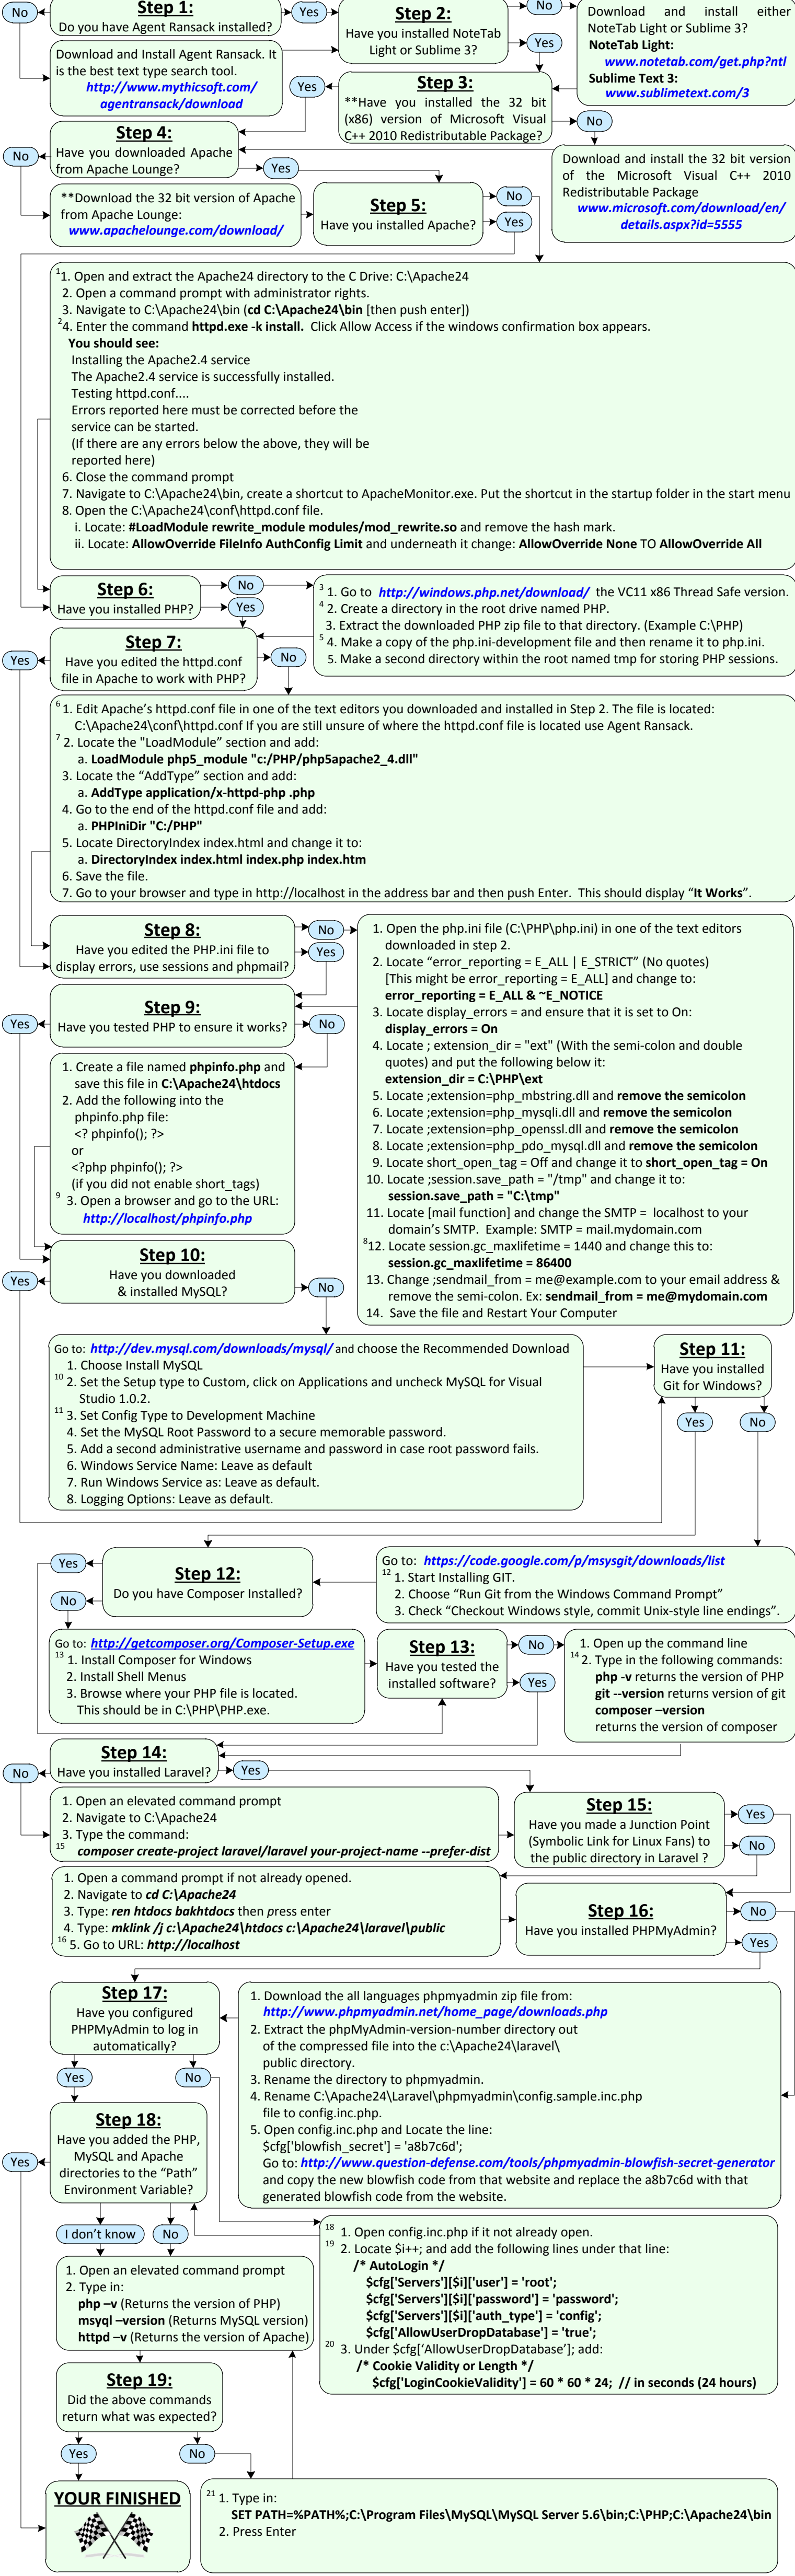 Step 1:
Do you have Agent Ransack installed?
No
Yes
Download and Install Agent Ransack. It
is the best text type search tool.
http://www.mythicsoft.com/
agentransack/download
Step 2:
Have you installed NoteTab
Light or Sublime 3?
No
Yes
Download and install either
NoteTab Light or Sublime 3?
NoteTab Light:
www.notetab.com/get.php?ntl
Sublime Text 3:
www.sublimetext.com/3
Step 3:
**Have you installed the 32 bit
(x86) version of Microsoft Visual
C++ 2010 Redistributable Package?
Yes
No
Download and install the 32 bit version
of the Microsoft Visual C++ 2010
Redistributable Package
www.microsoft.com/download/en/
details.aspx?id=5555
Step 4:
Have you downloaded Apache
from Apache Lounge?
No
Yes
**Download the 32 bit version of Apache
from Apache Lounge:
www.apachelounge.com/download/
Step 5:
Have you installed Apache?
No
Yes
1 1. Open and extract the Apache24 directory to the C Drive: C:\Apache24
2. Open a command prompt with administrator rights.
3. Navigate to C:\Apache24\bin (cd C:\Apache24\bin [then push enter])
2 4. Enter the command httpd.exe -k install. Click Allow Access if the windows confirmation box appears.
You should see:
Installing the Apache2.4 service
The Apache2.4 service is successfully installed.
Testing httpd.conf....
Errors reported here must be corrected before the
service can be started.
(If there are any errors below the above, they will be
reported here)
6. Close the command prompt
7. Navigate to C:\Apache24\bin, create a shortcut to ApacheMonitor.exe. Put the shortcut in the startup folder in the start menu
8. Open the C:\Apache24\conf\httpd.conf file.
i. Locate: #LoadModule rewrite_module modules/mod_rewrite.so and remove the hash mark.
ii. Locate: AllowOverride FileInfo AuthConfig Limit and underneath it change: AllowOverride None TO AllowOverride All
Step 6:
Have you installed PHP?
No
Yes
3 1. Go to http://windows.php.net/download/ the VC11 x86 Thread Safe version.
4 2. Create a directory in the root drive named PHP.
3. Extract the downloaded PHP zip file to that directory. (Example C:\PHP)
5 4. Make a copy of the php.ini-development file and then rename it to php.ini.
5. Make a second directory within the root named tmp for storing PHP sessions.
Step 7:
Have you edited the httpd.conf
file in Apache to work with PHP?
Yes
No
6 1. Edit Apache’s httpd.conf file in one of the text editors you downloaded and installed in Step 2. The file is located:
C:\Apache24\conf\httpd.conf If you are still unsure of where the httpd.conf file is located use Agent Ransack.
7 2. Locate the "LoadModule” section and add:
a. LoadModule php5_module "c:/PHP/php5apache2_4.dll"
3. Locate the “AddType” section and add:
a. AddType application/x-httpd-php .php
4. Go to the end of the httpd.conf file and add:
a. PHPIniDir "C:/PHP"
5. Locate DirectoryIndex index.html and change it to:
a. DirectoryIndex index.html index.php index.htm
6. Save the file.
7. Go to your browser and type in http://localhost in the address bar and then push Enter. This should display “It Works”.
Step 8:
Have you edited the PHP.ini file to
display errors, use sessions and phpmail?
No
Yes
1. Open the php.ini file (C:\PHP\php.ini) in one of the text editors
downloaded in step 2.
2. Locate “error_reporting = E_ALL | E_STRICT” (No quotes)
[This might be error_reporting = E_ALL] and change to:
error_reporting = E_ALL & ~E_NOTICE
3. Locate display_errors = and ensure that it is set to On:
display_errors = On
4. Locate ; extension_dir = "ext" (With the semi-colon and double
quotes) and put the following below it:
extension_dir = C:\PHP\ext
5. Locate ;extension=php_mbstring.dll and remove the semicolon
6. Locate ;extension=php_mysqli.dll and remove the semicolon
7. Locate ;extension=php_openssl.dll and remove the semicolon
8. Locate ;extension=php_pdo_mysql.dll and remove the semicolon
9. Locate short_open_tag = Off and change it to short_open_tag = On
10. Locate ;session.save_path = "/tmp" and change it to:
session.save_path = "C:\tmp"
11. Locate [mail function] and change the SMTP = localhost to your
domain’s SMTP. Example: SMTP = mail.mydomain.com
8 12. Locate session.gc_maxlifetime = 1440 and change this to:
session.gc_maxlifetime = 86400
13. Change ;sendmail_from = me@example.com to your email address &
remove the semi-colon. Ex: sendmail_from = me@mydomain.com
14. Save the file and Restart Your Computer
Step 9:
Have you tested PHP to ensure it works?
Yes
No
1. Create a file named phpinfo.php and
save this file in C:\Apache24\htdocs
2. Add the following into the
phpinfo.php file:
<? phpinfo(); ?>
or
<?php phpinfo(); ?>
(if you did not enable short_tags)
9 3. Open a browser and go to the URL:
http://localhost/phpinfo.php
Step 10:
Have you downloaded
& installed MySQL?
Yes
No
Go to: http://dev.mysql.com/downloads/mysql/ and choose the Recommended Download
1. Choose Install MySQL
10 2. Set the Setup type to Custom, click on Applications and uncheck MySQL for Visual
Studio 1.0.2.
11 3. Set Config Type to Development Machine
4. Set the MySQL Root Password to a secure memorable password.
5. Add a second administrative username and password in case root password fails.
6. Windows Service Name: Leave as default
7. Run Windows Service as: Leave as default.
8. Logging Options: Leave as default.
Step 11:
Have you installed
Git for Windows?
Yes
No
Go to: https://code.google.com/p/msysgit/downloads/list
12 1. Start Installing GIT.
2. Choose “Run Git from the Windows Command Prompt”
3. Check “Checkout Windows style, commit Unix-style line endings”.
Step 12:
Do you have Composer Installed?
Yes
No
Go to: http://getcomposer.org/Composer-Setup.exe
13 1. Install Composer for Windows
2. Install Shell Menus
3. Browse where your PHP file is located.
This should be in C:\PHP\PHP.exe.
Step 13:
Have you tested the
installed software?
No
Yes
1. Open up the command line
14 2. Type in the following commands:
php -v returns the version of PHP
git --version returns version of git
composer –version
returns the version of composer
Step 14:
Have you installed Laravel?
No
Yes
1. Open an elevated command prompt
2. Navigate to C:\Apache24
3. Type the command:
15 composer create-project laravel/laravel your-project-name --prefer-dist
Step 15:
Have you made a Junction Point
(Symbolic Link for Linux Fans) to
the public directory in Laravel ?
Yes
No
1. Open a command prompt if not already opened.
2. Navigate to cd C:\Apache24
3. Type: ren htdocs bakhtdocs then press enter
4. Type: mklink /j c:\Apache24\htdocs c:\Apache24\laravel\public
16 5. Go to URL: http://localhost
Step 16:
Have you installed PHPMyAdmin?
No
Yes
Step 17:
Have you configured
PHPMyAdmin to log in
automatically?
Yes
No
1. Download the all languages phpmyadmin zip file from:
http://www.phpmyadmin.net/home_page/downloads.php
2. Extract the phpMyAdmin-version-number directory out
of the compressed file into the c:\Apache24\laravel\
public directory.
3. Rename the directory to phpmyadmin.
4. Rename C:\Apache24\Laravel\phpmyadmin\config.sample.inc.php
file to config.inc.php.
5. Open config.inc.php and Locate the line:
$cfg['blowfish_secret'] = 'a8b7c6d';
Go to: http://www.question-defense.com/tools/phpmyadmin-blowfish-secret-generator
and copy the new blowfish code from that website and replace the a8b7c6d with that
generated blowfish code from the website.
Step 18:
Have you added the PHP,
MySQL and Apache
directories to the “Path”
Environment Variable?
Yes
I don’t know
No
18 1. Open config.inc.php if it not already open.
19 2. Locate $i++; and add the following lines under that line:
/* AutoLogin */
$cfg['Servers'][$i]['user'] = 'root';
$cfg['Servers'][$i]['password'] = 'password';
$cfg['Servers'][$i]['auth_type'] = 'config';
$cfg['AllowUserDropDatabase'] = 'true';
20 3. Under $cfg[‘AllowUserDropDatabase’]; add:
/* Cookie Validity or Length */
$cfg['LoginCookieValidity'] = 60 * 60 * 24; // in seconds (24 hours)
1. Open an elevated command prompt
2. Type in:
php –v (Returns the version of PHP)
msyql –version (Returns MySQL version)
httpd –v (Returns the version of Apache)
Step 19:
Did the above commands
return what was expected?
Yes
No
YOUR FINISHED
21 1. Type in:
SET PATH=%PATH%;C:\Program Files\MySQL\MySQL Server 5.6\bin;C:\PHP;C:\Apache24\bin
2. Press Enter